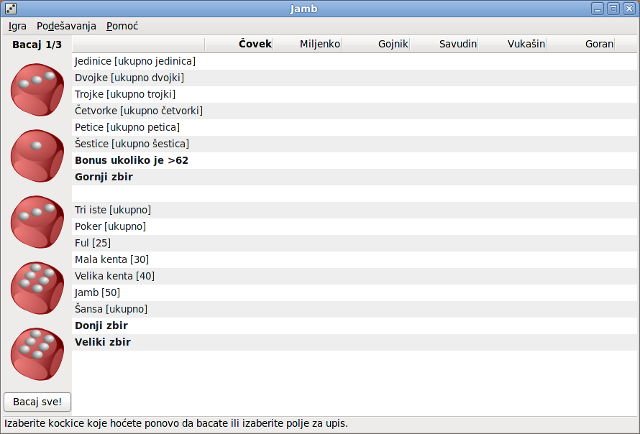 Jamb
Igra Podešavanja Pomoć
Bacaj 1/3 Čovek Miljenko Gojnik Savudin Vukašin Goran
Jedinice [ukupno jedinica]
Dvojke [ukupno dvojki]
Trojke [ukupno trojki]
Četvorke [ukupno četvorki]
Petice [ukupno petica]
Šestice [ukupno šestica]
Bonus ukoliko je >62
Gornji zbir
Tri iste [ukupno]
Poker [ukupno]
Ful [25]
Mala kenta [30]
Velika kenta [40]
Jamb [50]
Šansa [ukupno]
Donji zbir
Veliki zbir
Bacaj sve!
Izaberite kockice koje hoćete ponovo da bacate ili izaberite polje za upis.